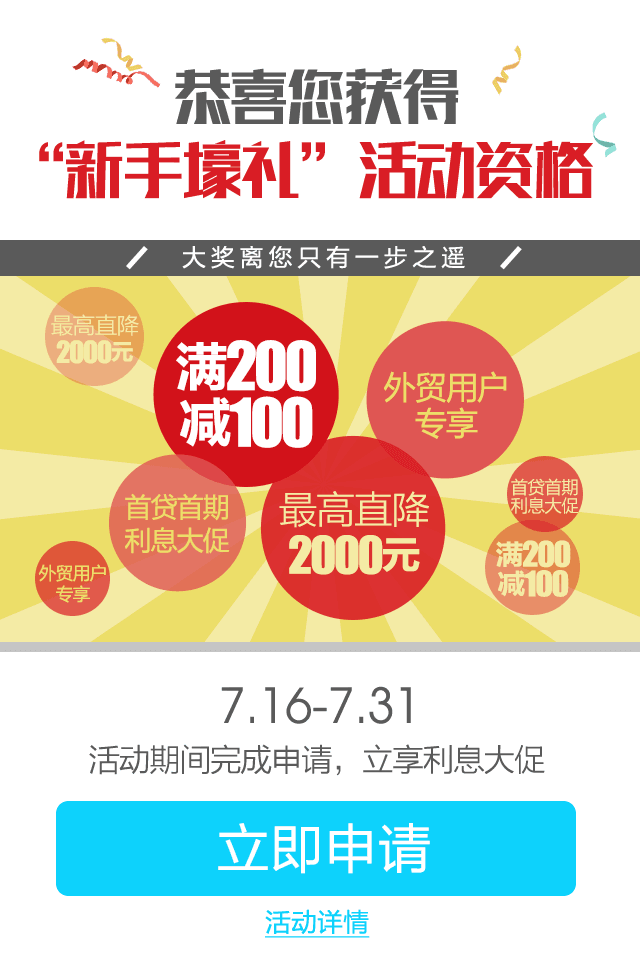 恭喜您获得
“新手壕礼”活动资格
大奖离您只有一步之遥
最高直降
2000元
满200
减100
外贸用户
专享
首贷首期
利息大促
最高直降
2000元
首贷首期
利息大促
满200
减100
外贸用户
专享
7.16-7.31
活动期间完成申请，立享利息大促
立即申请
活动详情